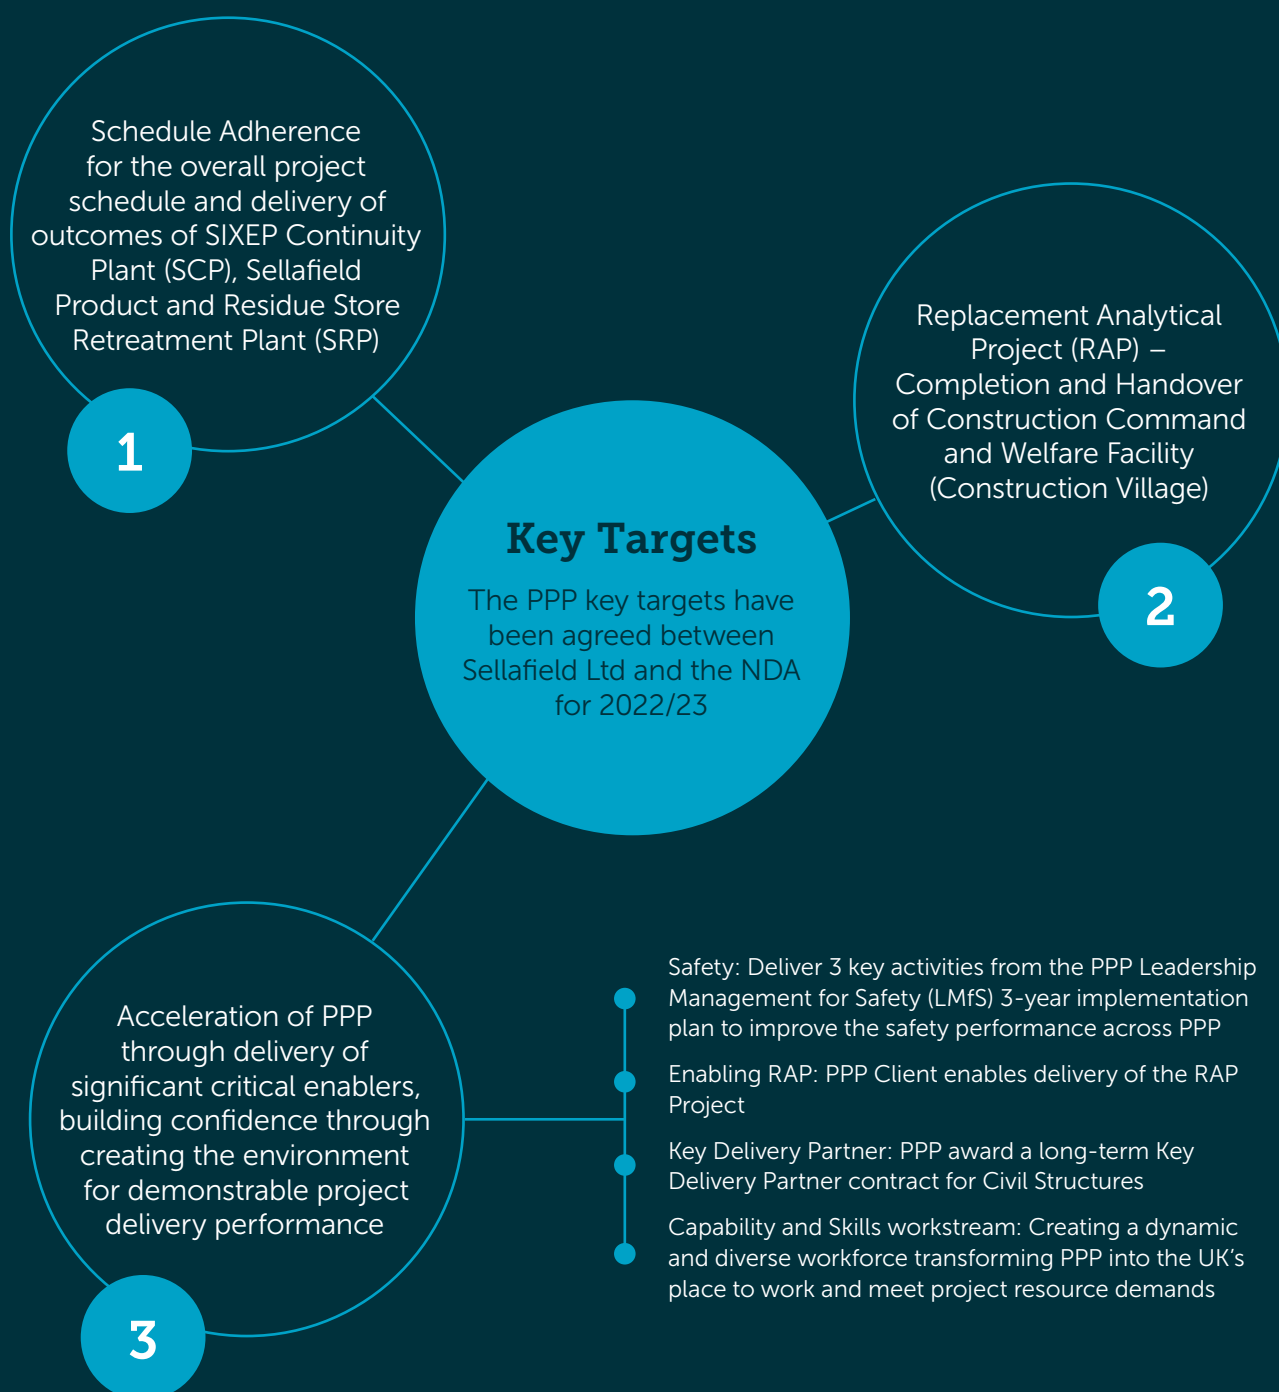 Schedule Adherence
for the overall project
schedule and delivery of
outcomes of SIXEP Continuity
Plant (SCP), Sellafield
Product and Residue Store
Retreatment Plant (SRP)
1
Replacement Analytical
Project (RAP) –
Completion and Handover
of Construction Command
and Welfare Facility
(Construction Village)
2
Key Targets
The PPP key targets have
been agreed between
Sellafield Ltd and the NDA
for 2022/23
Acceleration of PPP
through delivery of
significant critical enablers,
building confidence through
creating the environment
for demonstrable project
delivery performance
3
Safety: Deliver 3 key activities from the PPP Leadership
Management for Safety (LMfS) 3-year implementation
plan to improve the safety performance across PPP
Enabling RAP: PPP Client enables delivery of the RAP
Project
Key Delivery Partner: PPP award a long-term Key
Delivery Partner contract for Civil Structures
Capability and Skills workstream: Creating a dynamic
and diverse workforce transforming PPP into the UK’s
place to work and meet project resource demands